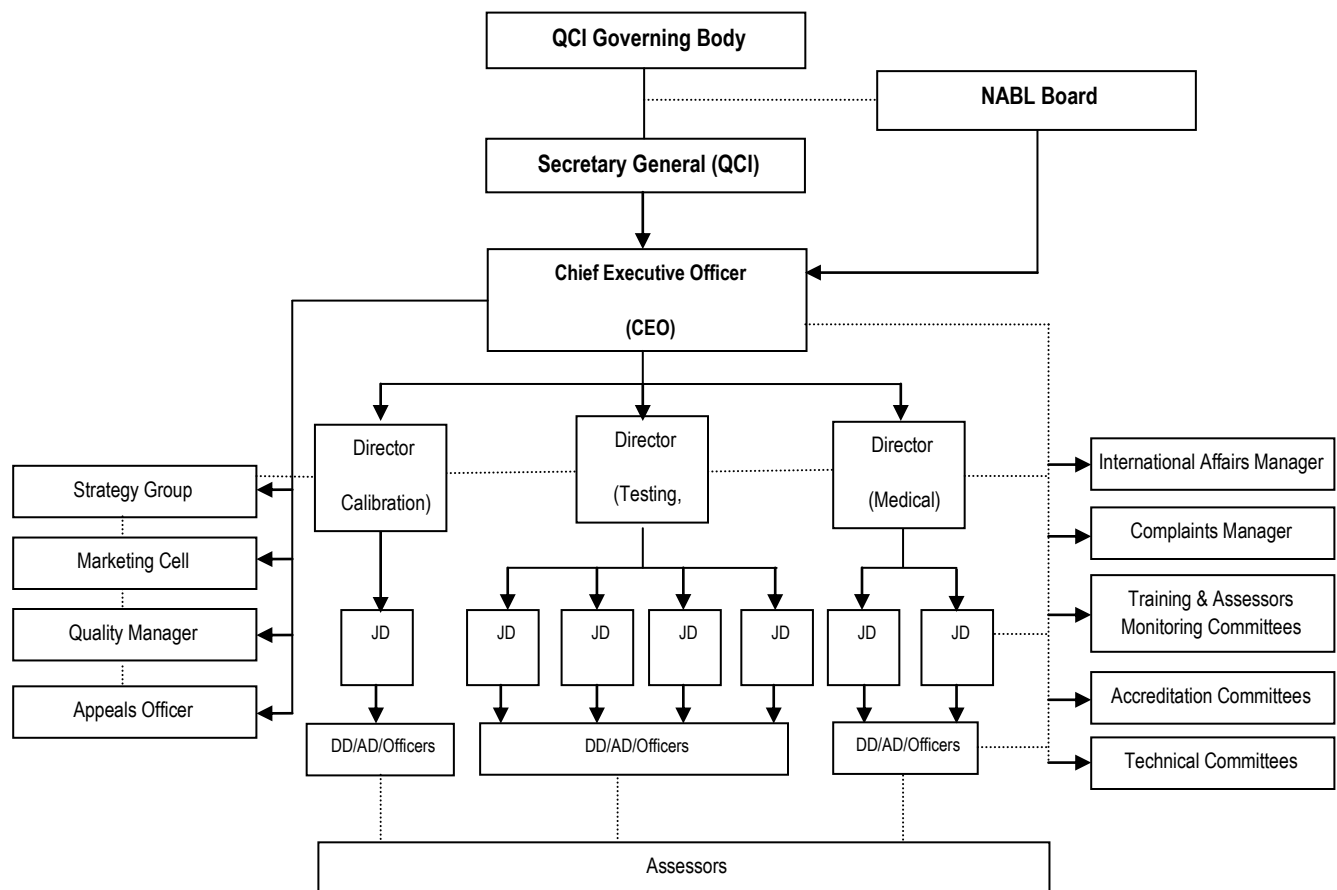 QCI Governing Body
NABL Board
Secretary General (QCI)
Chief Executive Officer
(CEO)
Director
Calibration)
Director
(Testing,
Director
(Medical)
Strategy Group
Marketing Cell
Quality Manager
Appeals Officer
International Affairs Manager
Complaints Manager
Training & Assessors
Monitoring Committees
Accreditation Committees
Technical Committees
JD
JD
JD
JD
JD
JD
JD
DD/AD/Officers
DD/AD/Officers
DD/AD/Officers
Assessors